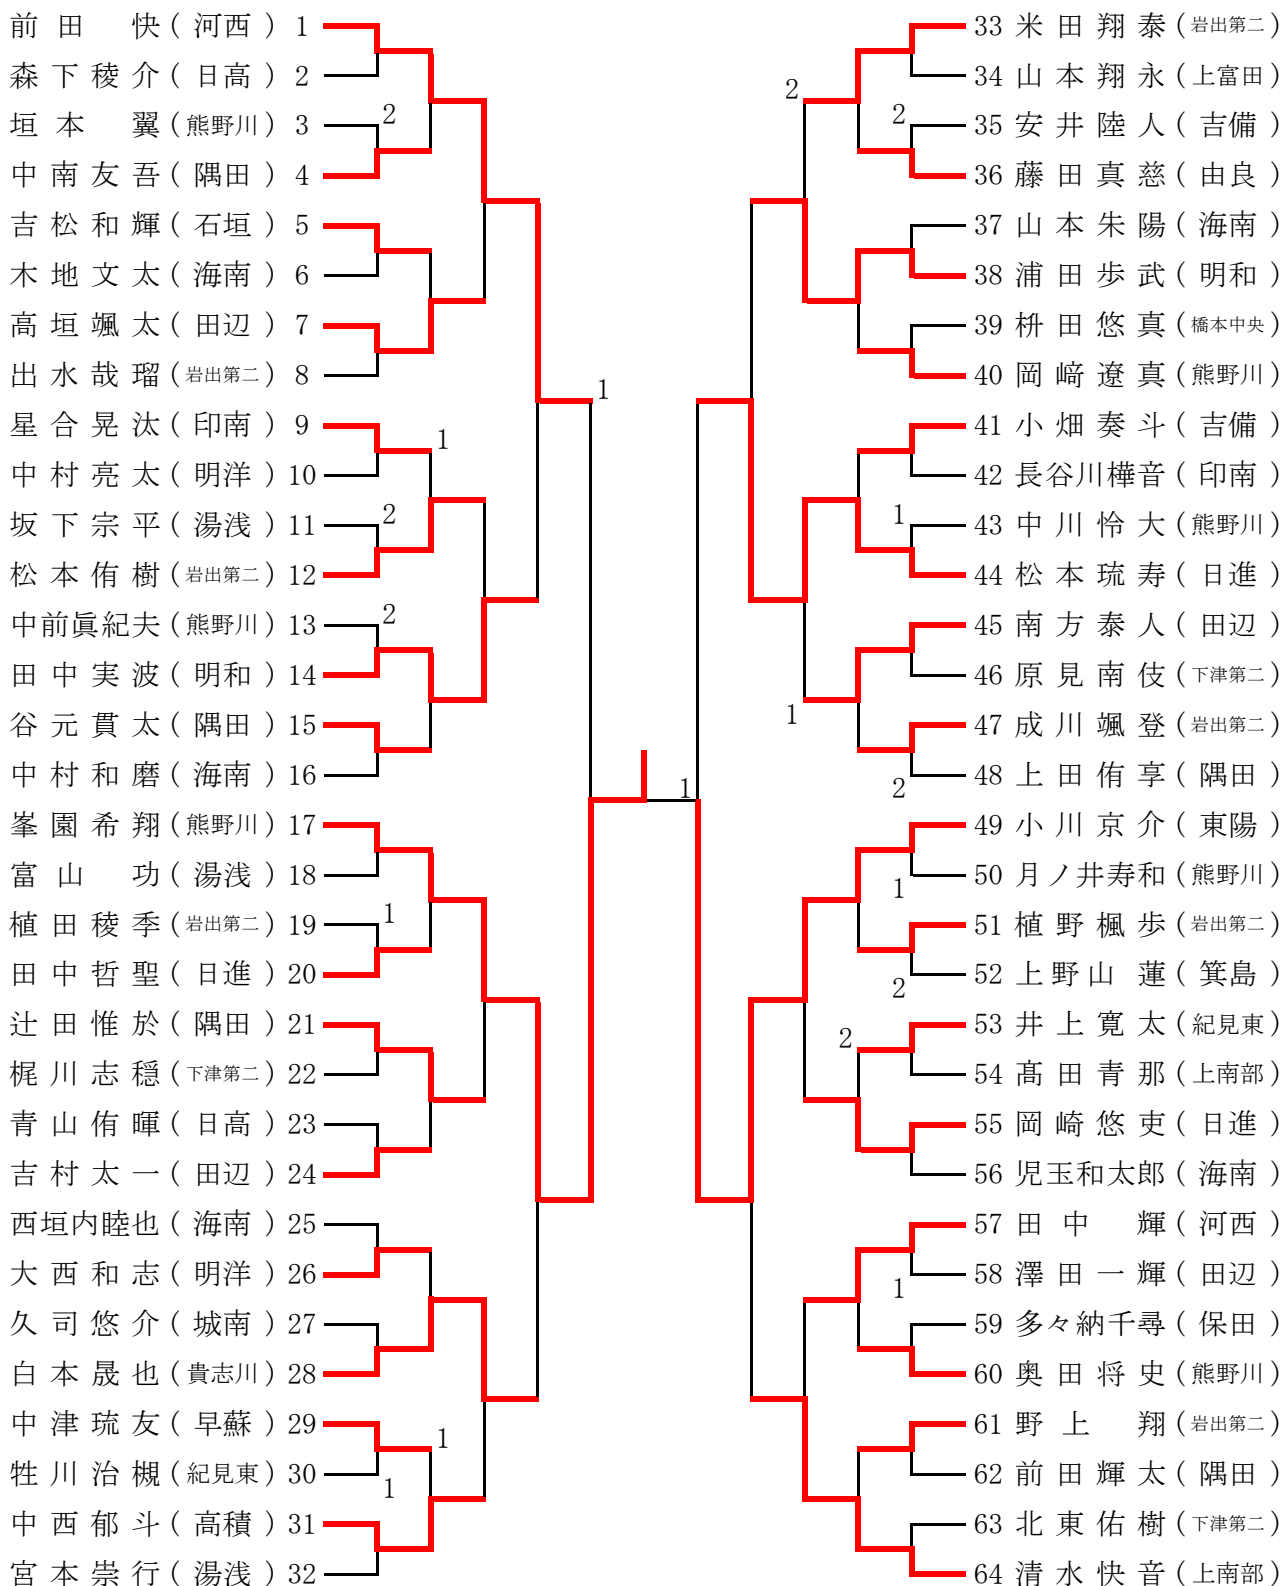 前田 快 ( 河西 ) 1
森下稜介 ( 日高 ) 2
垣本 翼 (熊野川) 3
2
中南友吾 ( 隅田 ) 4
吉松和輝 ( 石垣 ) 5
木地文太 ( 海南 ) 6
高垣颯太 ( 田辺 ) 7
出水哉瑠 (岩出第二) 8
1
星合晃汰 ( 印南 ) 9
1
中村亮太 ( 明洋 ) 10
坂下宗平 ( 湯浅 ) 11
2
松本侑樹 (岩出第二) 12
中前眞紀夫 (熊野川) 13
2
田中実波 ( 明和 ) 14
谷元貫太 ( 隅田 ) 15
中村和磨 ( 海南 ) 16
峯園希翔 (熊野川) 17
富山 功 ( 湯浅 ) 18
植田稜季 (岩出第二) 19
1
田中哲聖 ( 日進 ) 20
辻田惟於 ( 隅田 ) 21
梶川志穏 (下津第二) 22
青山侑暉 ( 日高 ) 23
吉村太一 ( 田辺 ) 24
西垣内睦也 ( 海南 ) 25
大西和志 ( 明洋 ) 26
久司悠介 ( 城南 ) 27
白本晟也 (貴志川) 28
中津琉友 ( 早蘇 ) 29
1
牲川治槻 (紀見東) 30
1
中西郁斗 ( 高積 ) 31
宮本崇行 ( 湯浅 ) 32
1
33 米田翔泰 (岩出第二)
34 山本翔永 (上富田)
2
2
35 安井陸人 ( 吉備 )
36 藤田真慈 ( 由良 )
37 山本朱陽 ( 海南 )
38 浦田歩武 ( 明和 )
39 枡田悠真 (橋本中央)
40 岡﨑遼真 (熊野川)
41 小畑奏斗 ( 吉備 )
42 長谷川樺音 ( 印南 )
1
43 中川怜大 (熊野川)
44 松本琉寿 ( 日進 )
45 南方泰人 ( 田辺 )
46 原見南伎 (下津第二)
1
47 成川颯登 (岩出第二)
48 上田侑享 ( 隅田 )
2
49 小川京介 ( 東陽 )
50 月ノ井寿和 (熊野川)
1
51 植野楓歩 (岩出第二)
52 上野山 蓮 ( 箕島 )
2
53 井上寛太 (紀見東)
2
54 髙田青那 (上南部)
55 岡崎悠吏 ( 日進 )
56 児玉和太郎 ( 海南 )
57 田中 輝 ( 河西 )
58 澤田一輝 ( 田辺 )
1
59 多々納千尋 ( 保田 )
60 奥田将史 (熊野川)
61 野上 翔 (岩出第二)
62 前田輝太 ( 隅田 )
63 北東佑樹 (下津第二)
64 清水快音 (上南部)